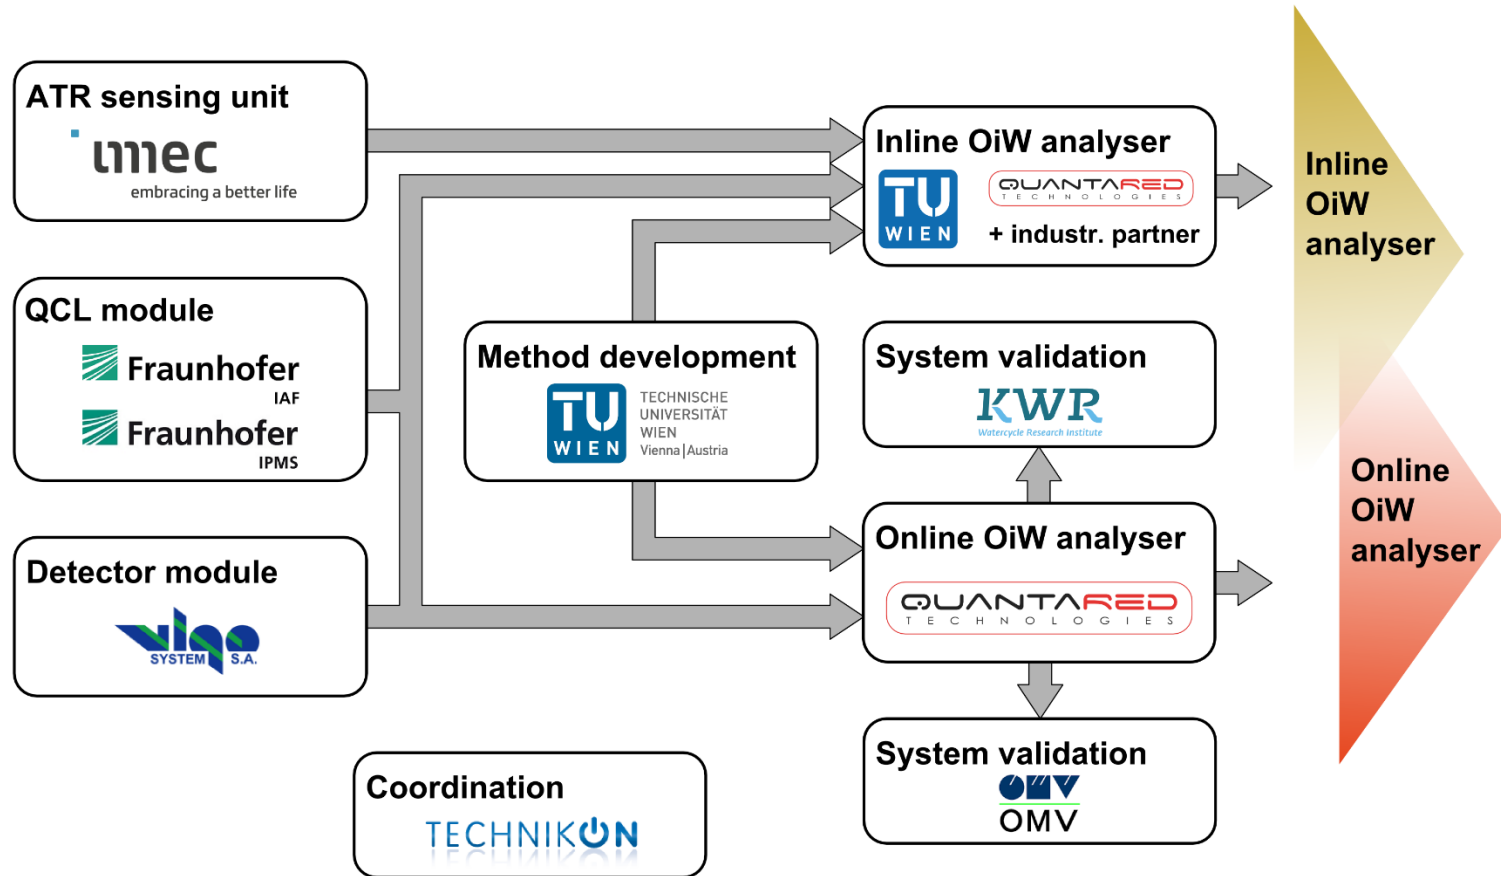 ATR sensing unit
imec
embracing a better life
QCL module
Fraunhofer
IAF
Fraunhofer
IPMS
Detector module
vigo
SYSTEM S.A.
Method development
TU
WIEN
TECHNISCHE
UNIVERSITÄT
WIEN
Vienna|Austria
Coordination
TECHNIKON
Inline OiW analyser
TU
WIEN
QUANTARED
TECHNOLOGIES
+ industr. partner
System validation
KWR
Watercycle Research Institute
Online OiW analyser
QUANTARED
TECHNOLOGIES
System validation
OMV
OMV
Inline
OiW
analyser
Online
OiW
analyser